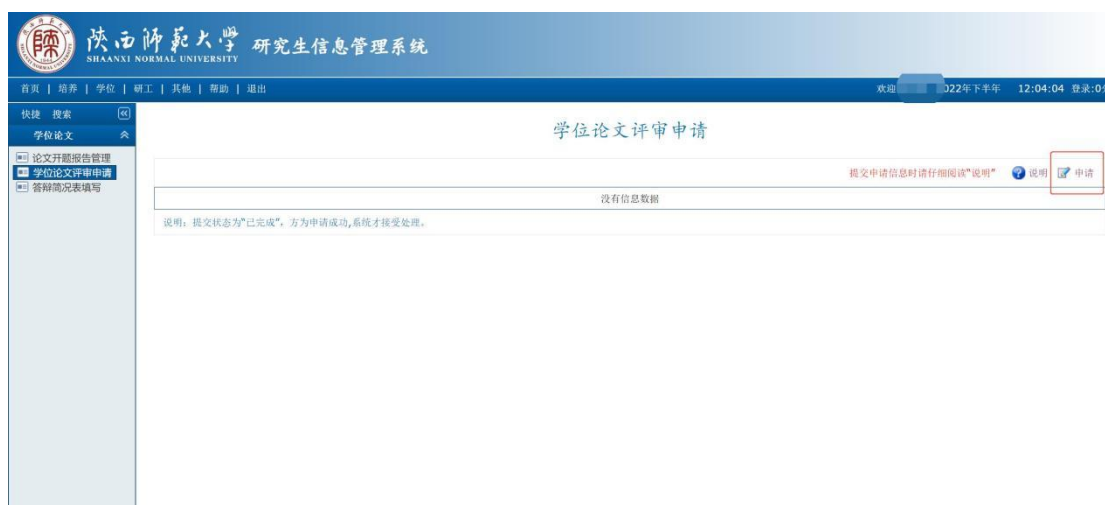 陕西师范大学 研究生信息管理系统
SHAANXI NORMAL UNIVERSITY
首页 | 培养 | 学位 | 研工 | 其他 | 帮助 | 退出
欢迎 022年下半年 12:04:04 登录:0
快捷 搜索
学位论文
论文开题报告管理
学位论文评审申请
答辩简况表填写
学位论文评审申请
提交申请信息时请仔细阅读"说明" 说明 申请
没有信息数据
说明：提交状态为"已完成"，方为申请成功,系统才接受处理。